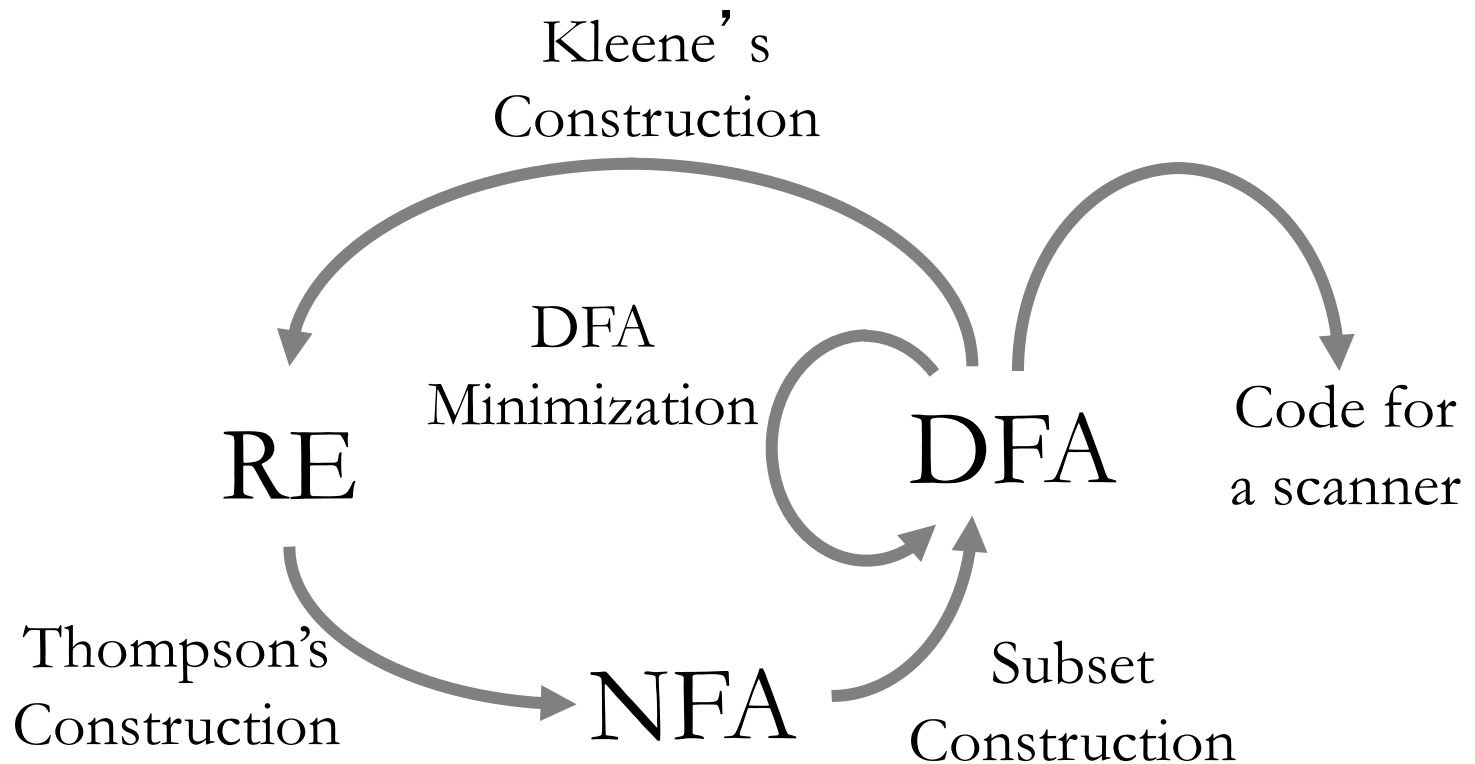 Kleene’ s
Construction
DFA
Minimization
RE
DFA
Code for
a scanner
Thompson’s
Construction
NFA
Subset
Construction